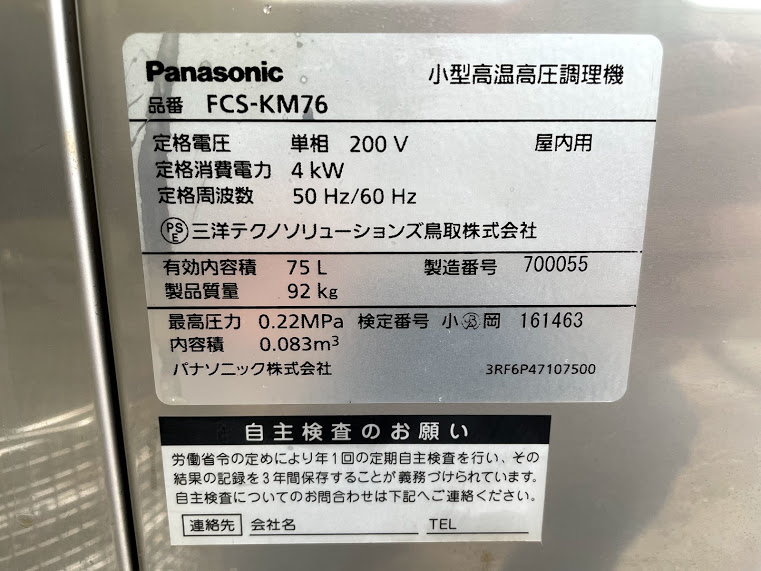 Panasonic 小型高温高圧調理機
品番 FCS-KM76
定格電圧 単相 200 V 屋内用
定格消費電力 4 kW
定格周波数 50 Hz/60 Hz
PSE 三洋テクノソリューションズ鳥取株式会社
有効内容積 75 L 製造番号 700055
製品質量 92 kg
最高圧力 0.22MPa 検定番号 小 岡 161463
内容積 0.083m³
パナソニック株式会社 3RF6P47107500
自主検査のお願い
労働省令の定めにより年1回の定期自主検査を行い、その
結果の記録を3年間保存することが義務づけられています。
自主検査についてのお問合わせは下記へご連絡ください。
連絡先 会社名 TEL